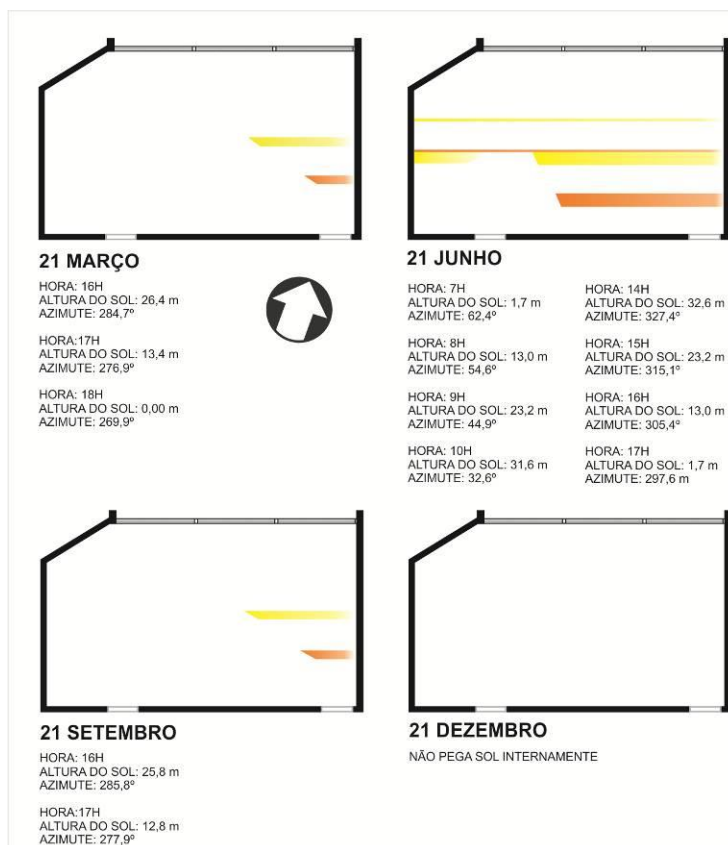 21 MARÇO
HORA: 16H
ALTURA DO SOL: 26,4 m
AZIMUTE: 284,7º
HORA:17H
ALTURA DO SOL: 13,4 m
AZIMUTE: 276,9º
HORA: 18H
ALTURA DO SOL: 0,00 m
AZIMUTE: 269,9º
21 JUNHO
HORA: 7H
ALTURA DO SOL: 1,7 m
AZIMUTE: 62,4º
HORA: 8H
ALTURA DO SOL: 13,0 m
AZIMUTE: 54,6º
HORA: 9H
ALTURA DO SOL: 23,2 m
AZIMUTE: 44,9º
HORA: 10H
ALTURA DO SOL: 31,6 m
AZIMUTE: 32,6º
HORA: 14H
ALTURA DO SOL: 32,6 m
AZIMUTE: 327,4º
HORA: 15H
ALTURA DO SOL: 23,2 m
AZIMUTE: 315,1º
HORA: 16H
ALTURA DO SOL: 13,0 m
AZIMUTE: 305,4º
HORA: 17H
ALTURA DO SOL: 1,7 m
AZIMUTE: 297,6 m
21 SETEMBRO
HORA: 16H
ALTURA DO SOL: 25,8 m
AZIMUTE: 285,8º
HORA:17H
ALTURA DO SOL: 12,8 m
AZIMUTE: 277,9º
21 DEZEMBRO
NÃO PEGA SOL INTERNAMENTE